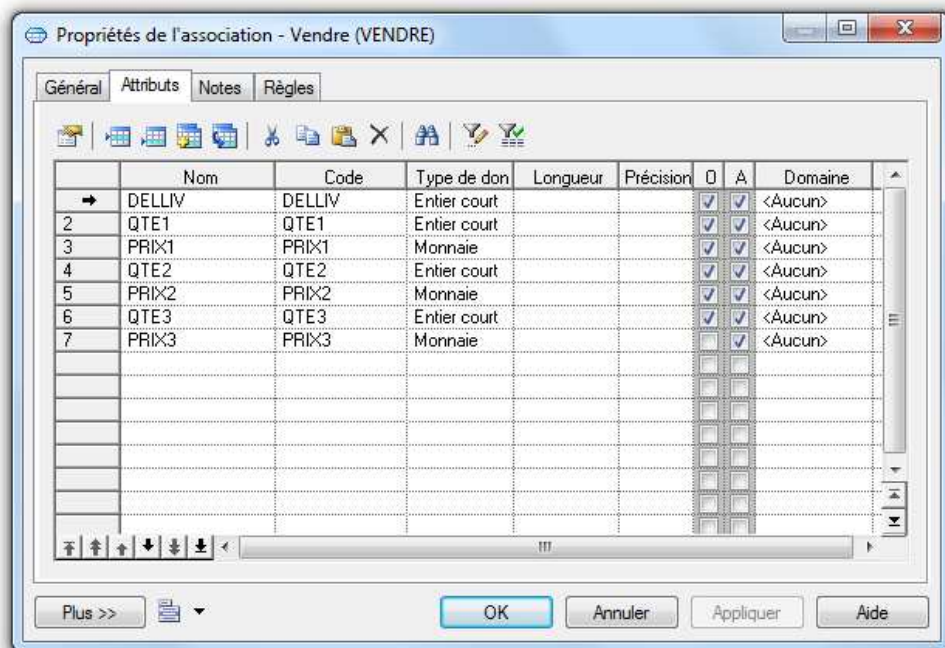 Propriétés de l'association - Vendre (VENDRE)
Général Attributs Notes Règles
Nom Code Type de don Longueur Précision O A Domaine
DELLIV DELLIV Entier court <Aucun>
2 QTE1 QTE1 Entier court <Aucun>
3 PRIX1 PRIX1 Monnaie <Aucun>
4 QTE2 QTE2 Entier court <Aucun>
5 PRIX2 PRIX2 Monnaie <Aucun>
6 QTE3 QTE3 Entier court <Aucun>
7 PRIX3 PRIX3 Monnaie <Aucun>
Plus >> OK Annuler Appliquer Aide